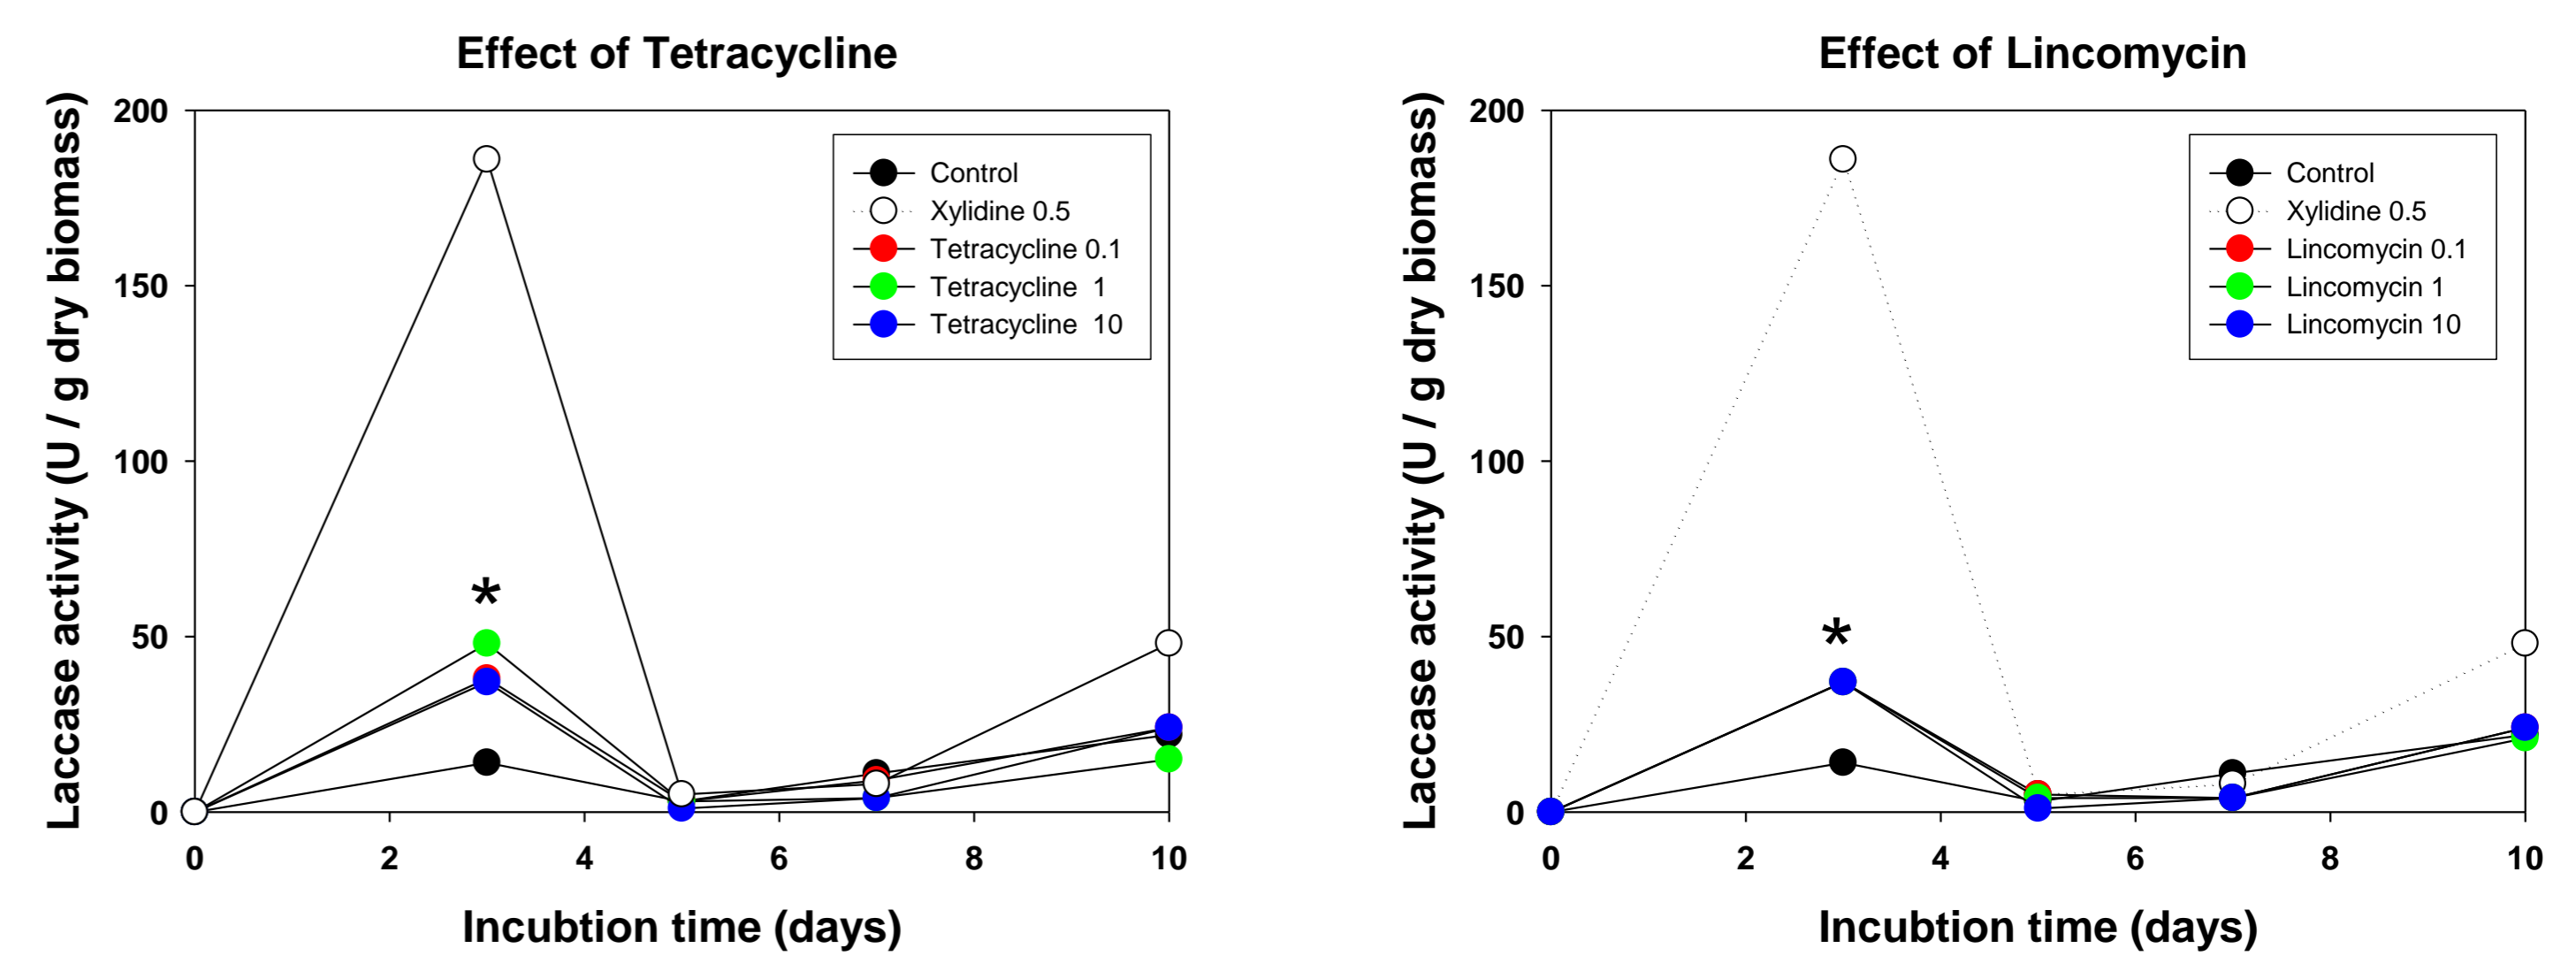 Effect of Tetracycline
Laccase activity (U / g dry biomass)
200
150
100
50
0
Control
Xylidine 0.5
Tetracycline 0.1
Tetracycline  1
Tetracycline  10
*
0 2 4 6 8 10
Incubtion time (days)
Effect of Lincomycin
Laccase activity (U / g dry biomass)
200
150
100
50
0
Control
Xylidine 0.5
Lincomycin 0.1
Lincomycin 1
Lincomycin 10
*
0 2 4 6 8 10
Incubtion time (days)